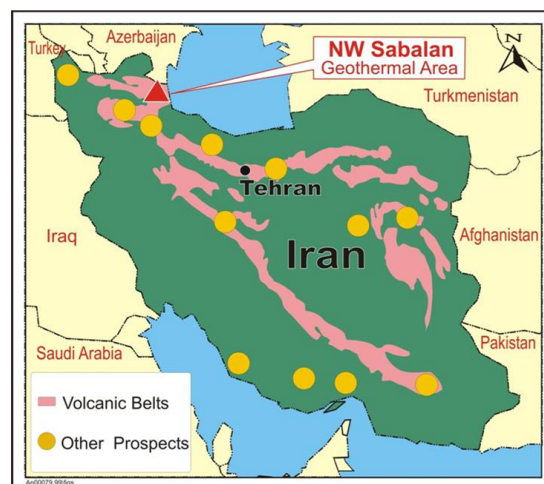 Azerbaijan
Turkey
NW Sabalan
Geothermal Area
N
Turkmenistan
Tehran
Iraq
Iran
Afghanistan
Saudi Arabia
Pakistan
Volcanic Belts
Other Prospects